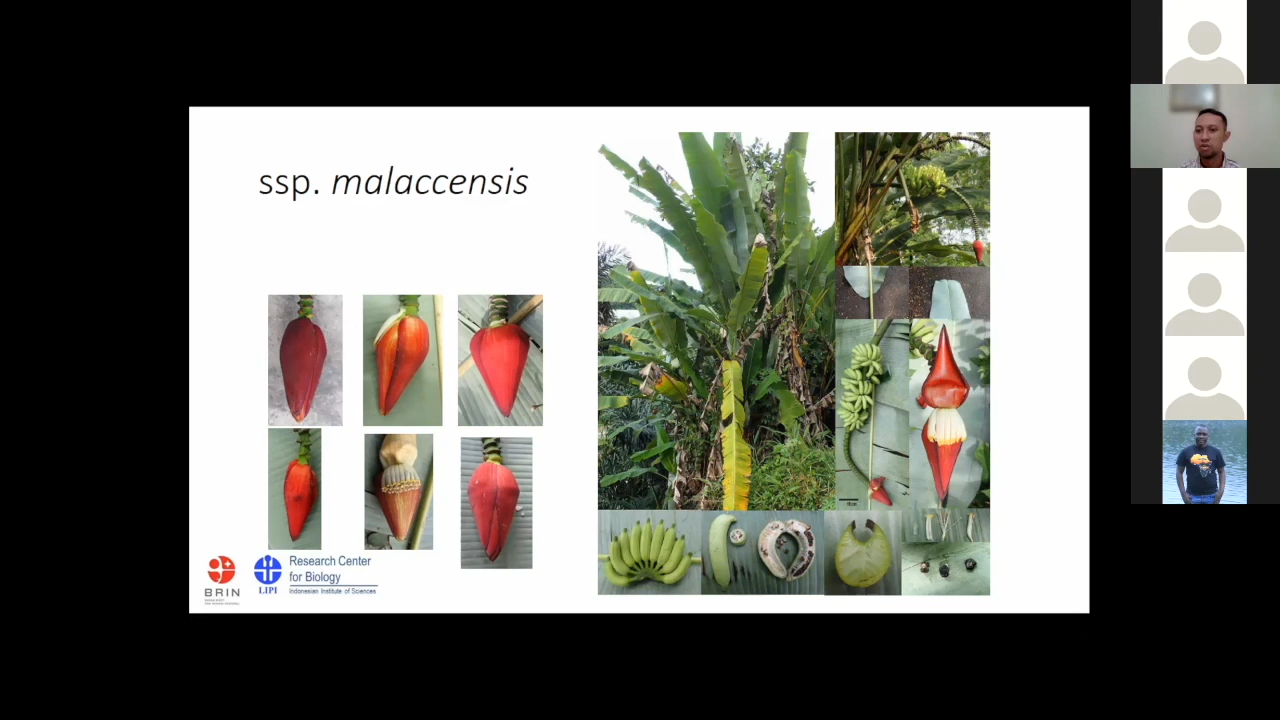 ssp. malaccensis
BRIN
LIPI
Research Center
for Biology
Indonesian Institute of Sciences